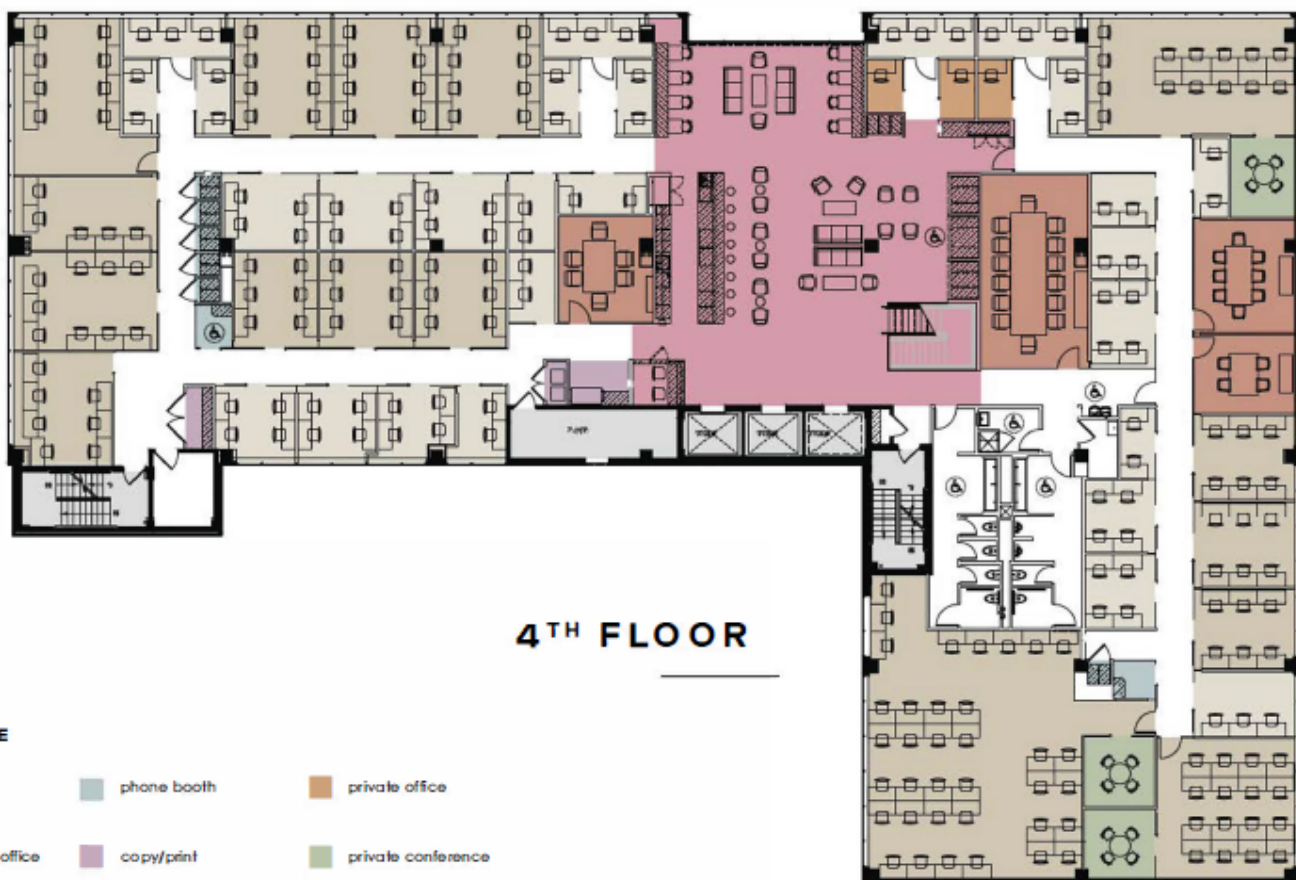 4TH FLOOR
E
phone booth
private office
office
copy/print
private conference